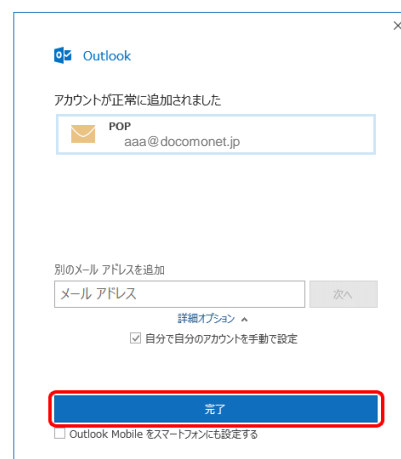 Outlook
アカウントが正常に追加されました
POP
aaa@docomonet.jp
別のメール アドレスを追加
メール アドレス
次へ
詳細オプション
自分で自分のアカウントを手動で設定
完了
Outlook Mobile をスマートフォンにも設定する